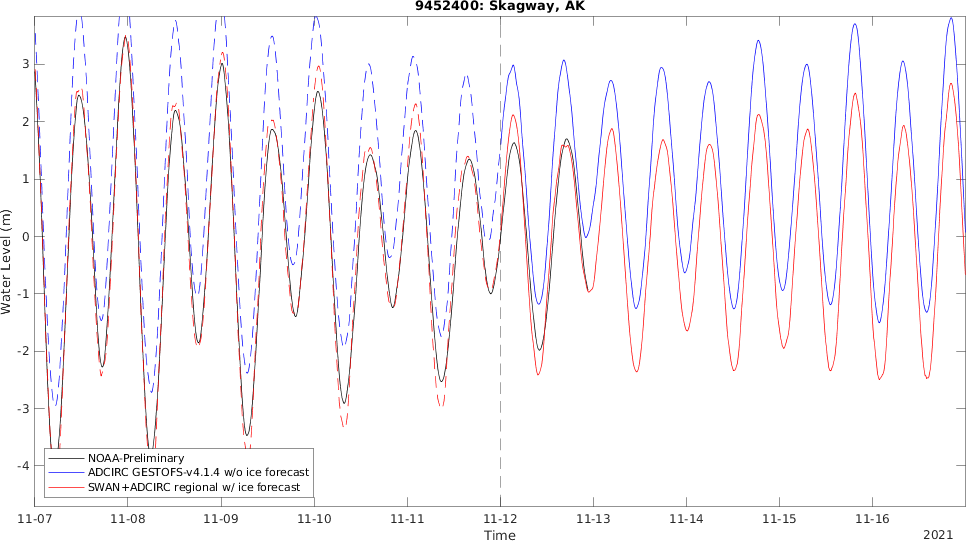 9452400: Skagway, AK
Water Level (m)
3
2
1
0
-1
-2
-3
-4
NOAA-Preliminary
ADCIRC GESTOFS-v4.1.4 w/o ice forecast
SWAN+ADCIRC regional w/ ice forecast
11-07 11-08 11-09 11-10 11-11 11-12 11-13 11-14 11-15 11-16
Time
2021